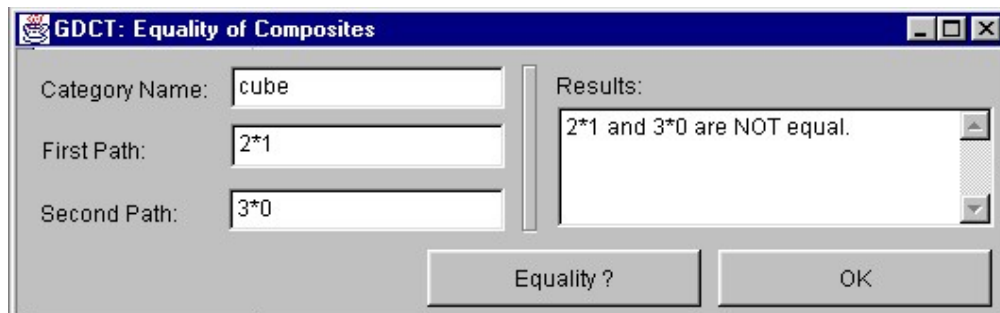 GDCT: Equality of Composites
Category Name: cube
First Path: 2*1
Second Path: 3*0
Results:
2*1 and 3*0 are NOT equal.
Equality ?
OK